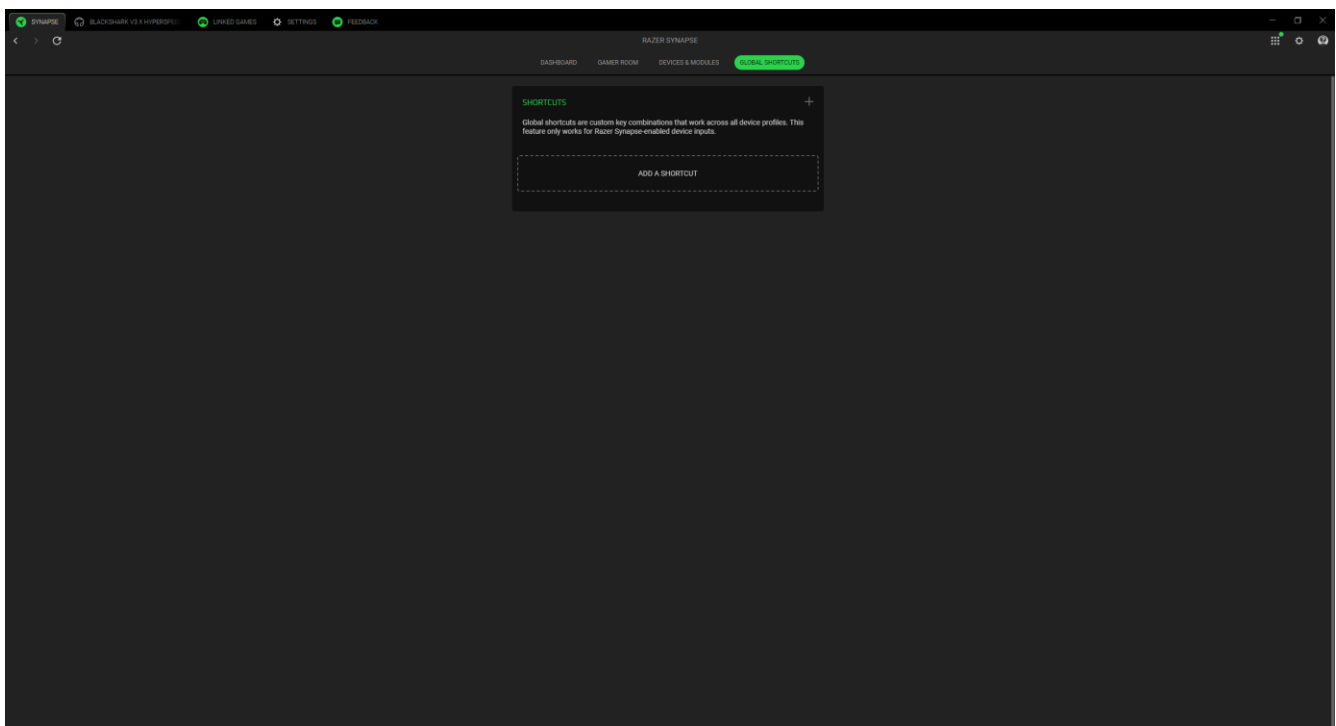 SYNAPSE
BLACKSHARK V3 X HYPERSPEE
LINKED GAMES
SETTINGS
FEEDBACK
RAZER SYNAPSE
DASHBOARD
GAMER ROOM
DEVICES & MODULES
GLOBAL SHORTCUTS
SHORTCUTS
Global shortcuts are custom key combinations that work across all device profiles. This
feature only works for Razer Synapse-enabled device inputs.
ADD A SHORTCUT